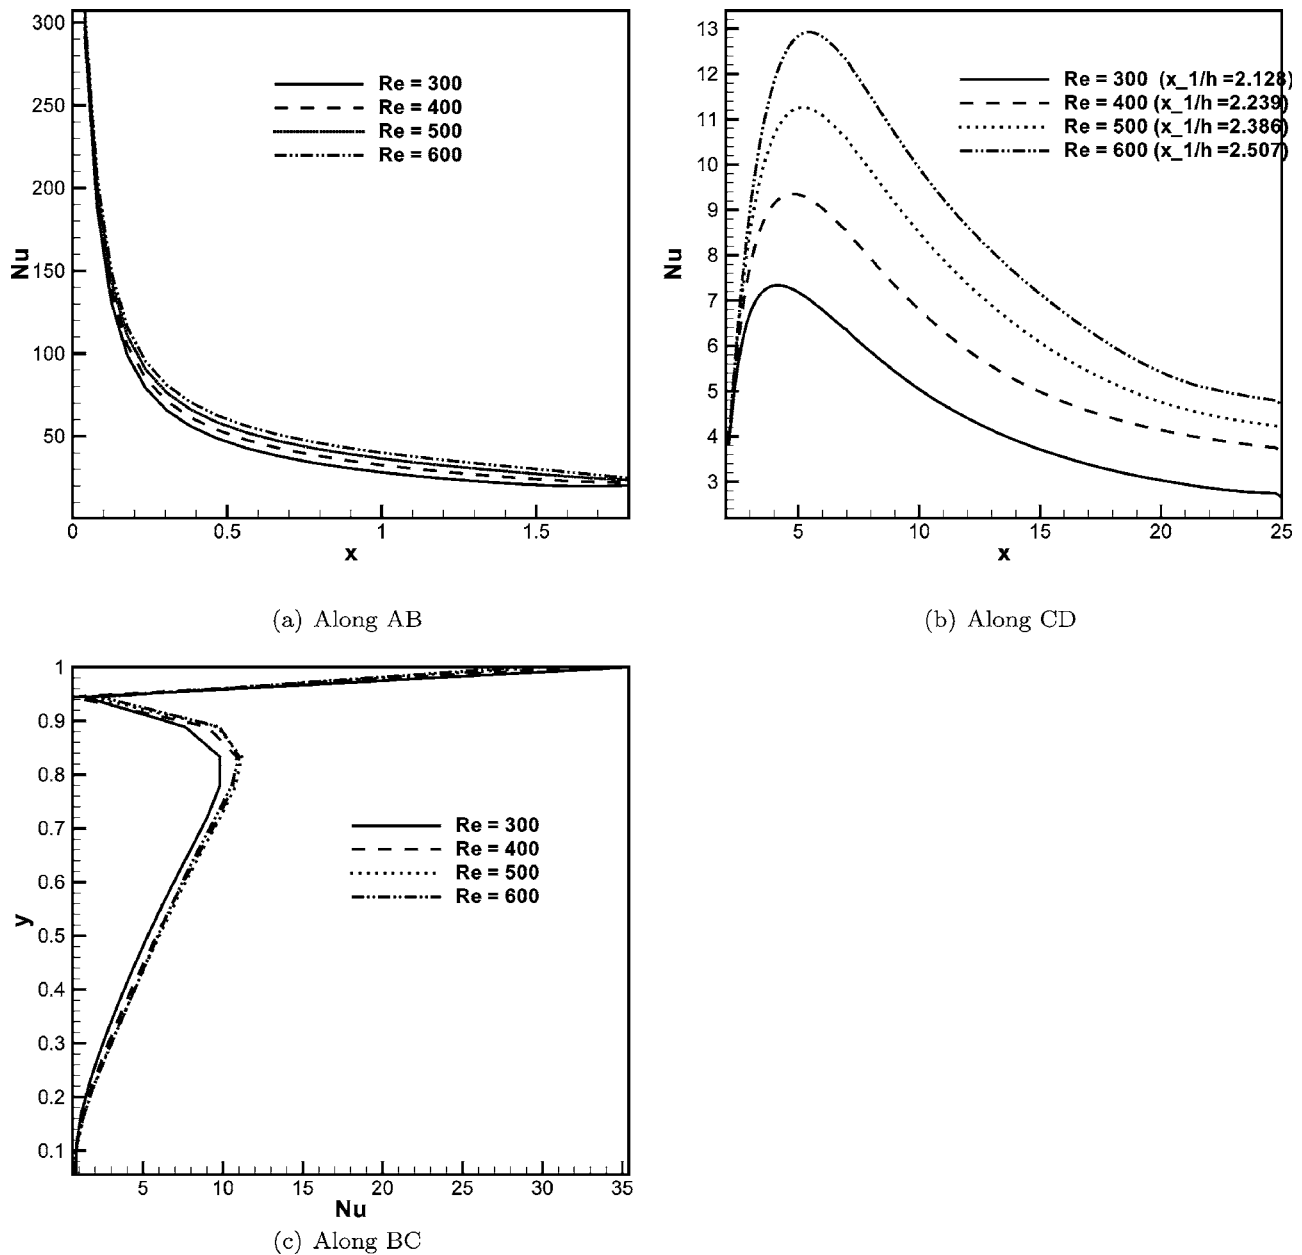 300
250
200
150
100
50
Nu
0
0.5
1
1.5
x
Re = 300
Re = 400
Re = 500
Re = 600
(a) Along AB
13
12
11
10
9
8
7
6
5
4
3
Nu
5
10
15
20
25
x
Re = 300 (x_1/h =2.128)
Re = 400 (x_1/h =2.239)
Re = 500 (x_1/h =2.386)
Re = 600 (x_1/h =2.507)
(b) Along CD
1
0.9
0.8
0.7
0.6
0.5
0.4
0.3
0.2
0.1
y
5
10
15
20
25
30
35
Nu
Re = 300
Re = 400
Re = 500
Re = 600
(c) Along BC